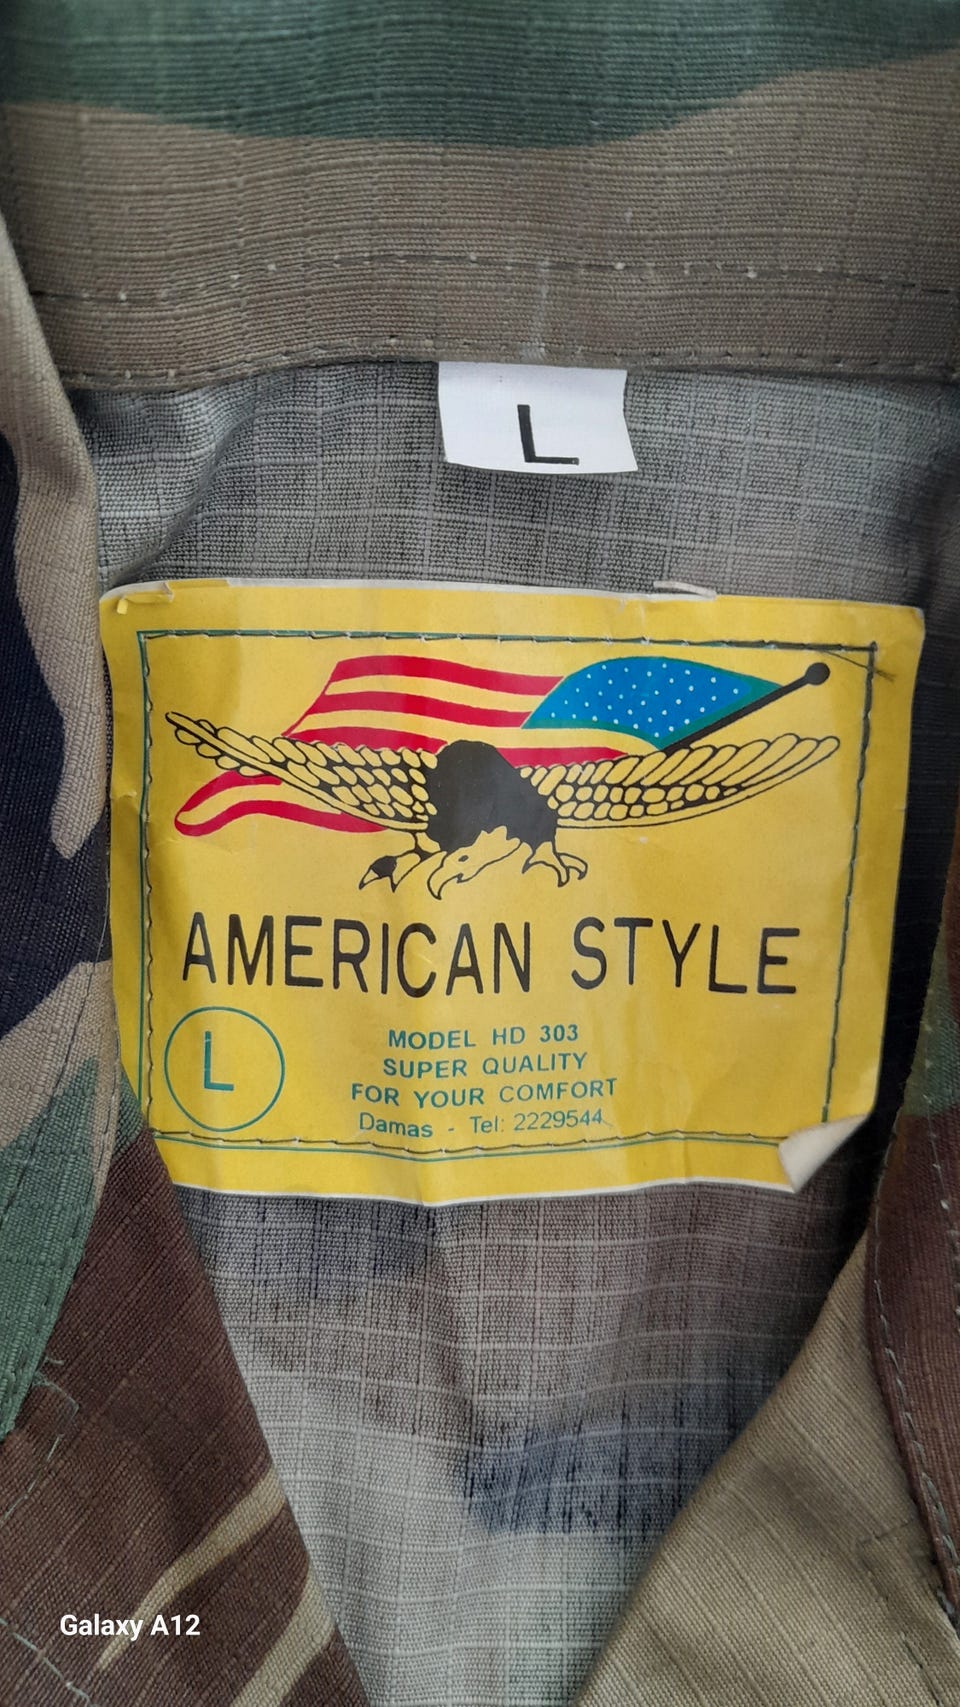 L
AMERICAN STYLE
L
MODEL HD 303
SUPER QUALITY
FOR YOUR COMFORT
Damas - Tel: 2229544
Galaxy A12